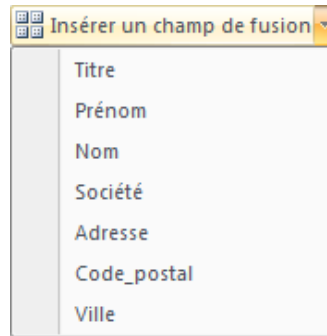 Insérer un champ de fusion
Titre
Prénom
Nom
Société
Adresse
Code_postal
Ville